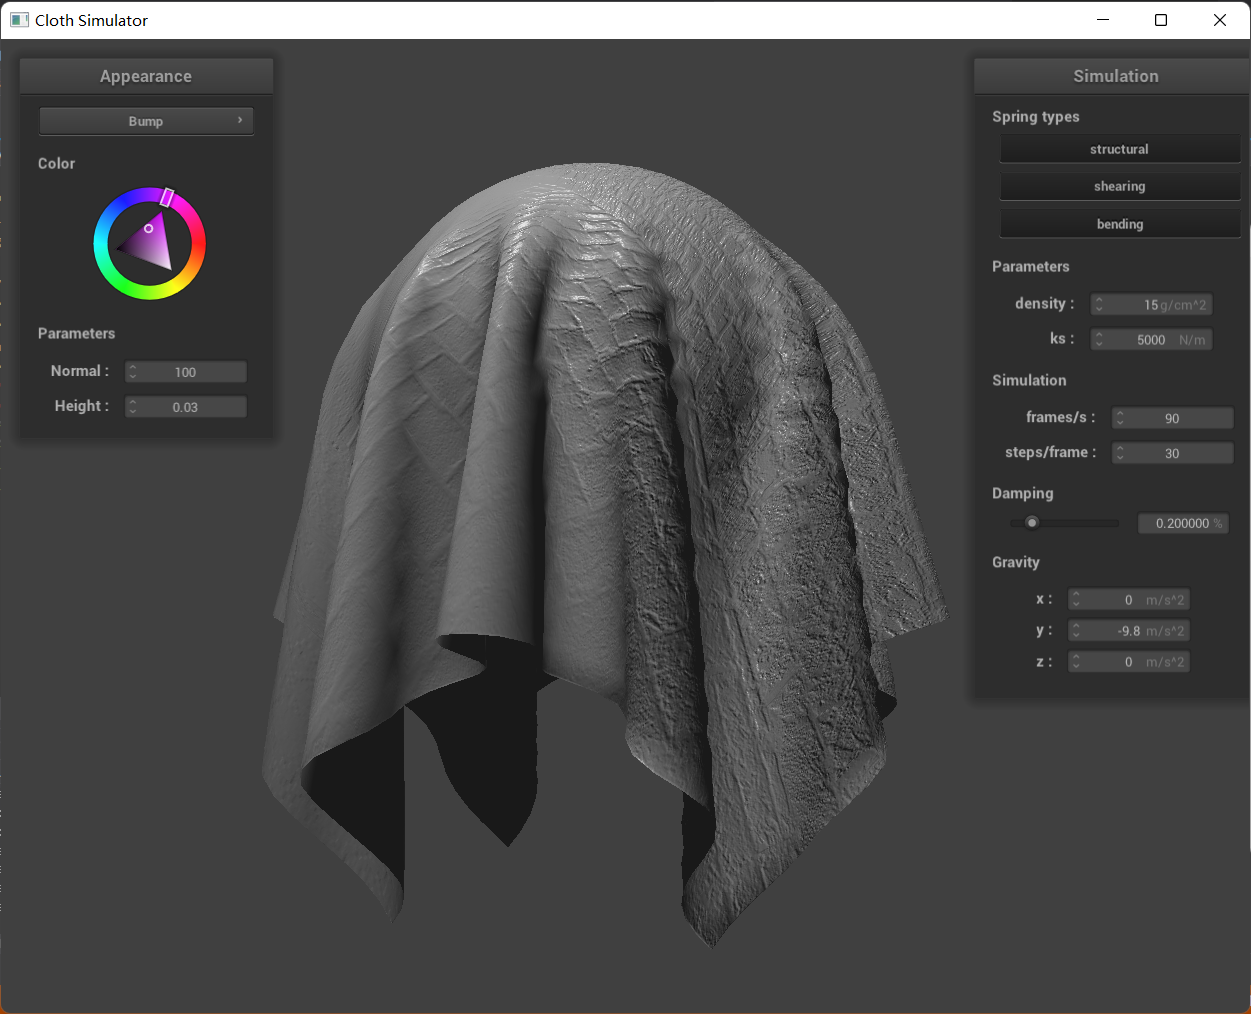 Cloth Simulator
Appearance
Bump
Color
Parameters
Normal : 100
Height : 0.03
Simulation
Spring types
structural
shearing
bending
Parameters
density : 15 g/cm^2
ks : 5000 N/m
Simulation
frames/s : 90
steps/frame : 30
Damping
0.200000 %
Gravity
x : 0 m/s^2
y : -9.8 m/s^2
z : 0 m/s^2